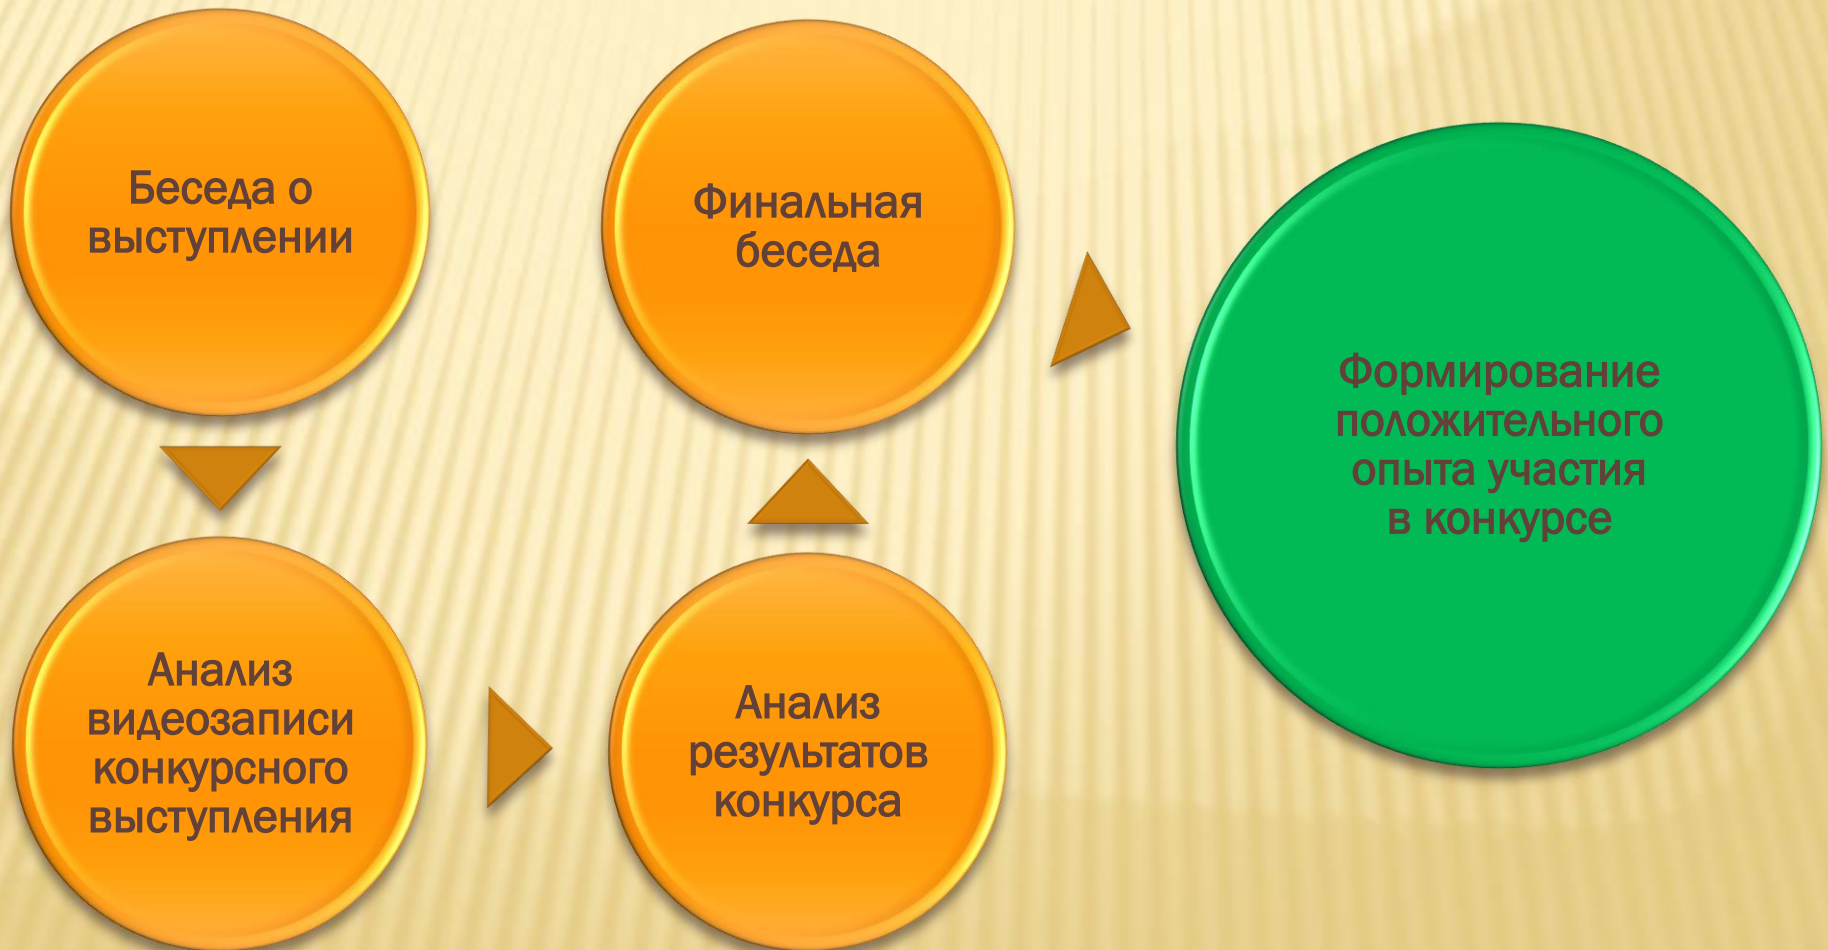 Беседа о
выступлении
Анализ
видеозаписи
конкурсного
выступления
Анализ
результатов
конкурса
Финальная
беседа
Формирование
положительного
опыта участия
в конкурсе